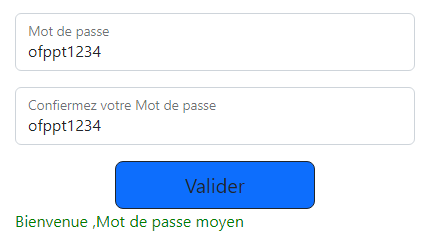 Mot de passe
ofppt1234
Confiermez votre Mot de passe
ofppt1234
Valider
Bienvenue ,Mot de passe moyen